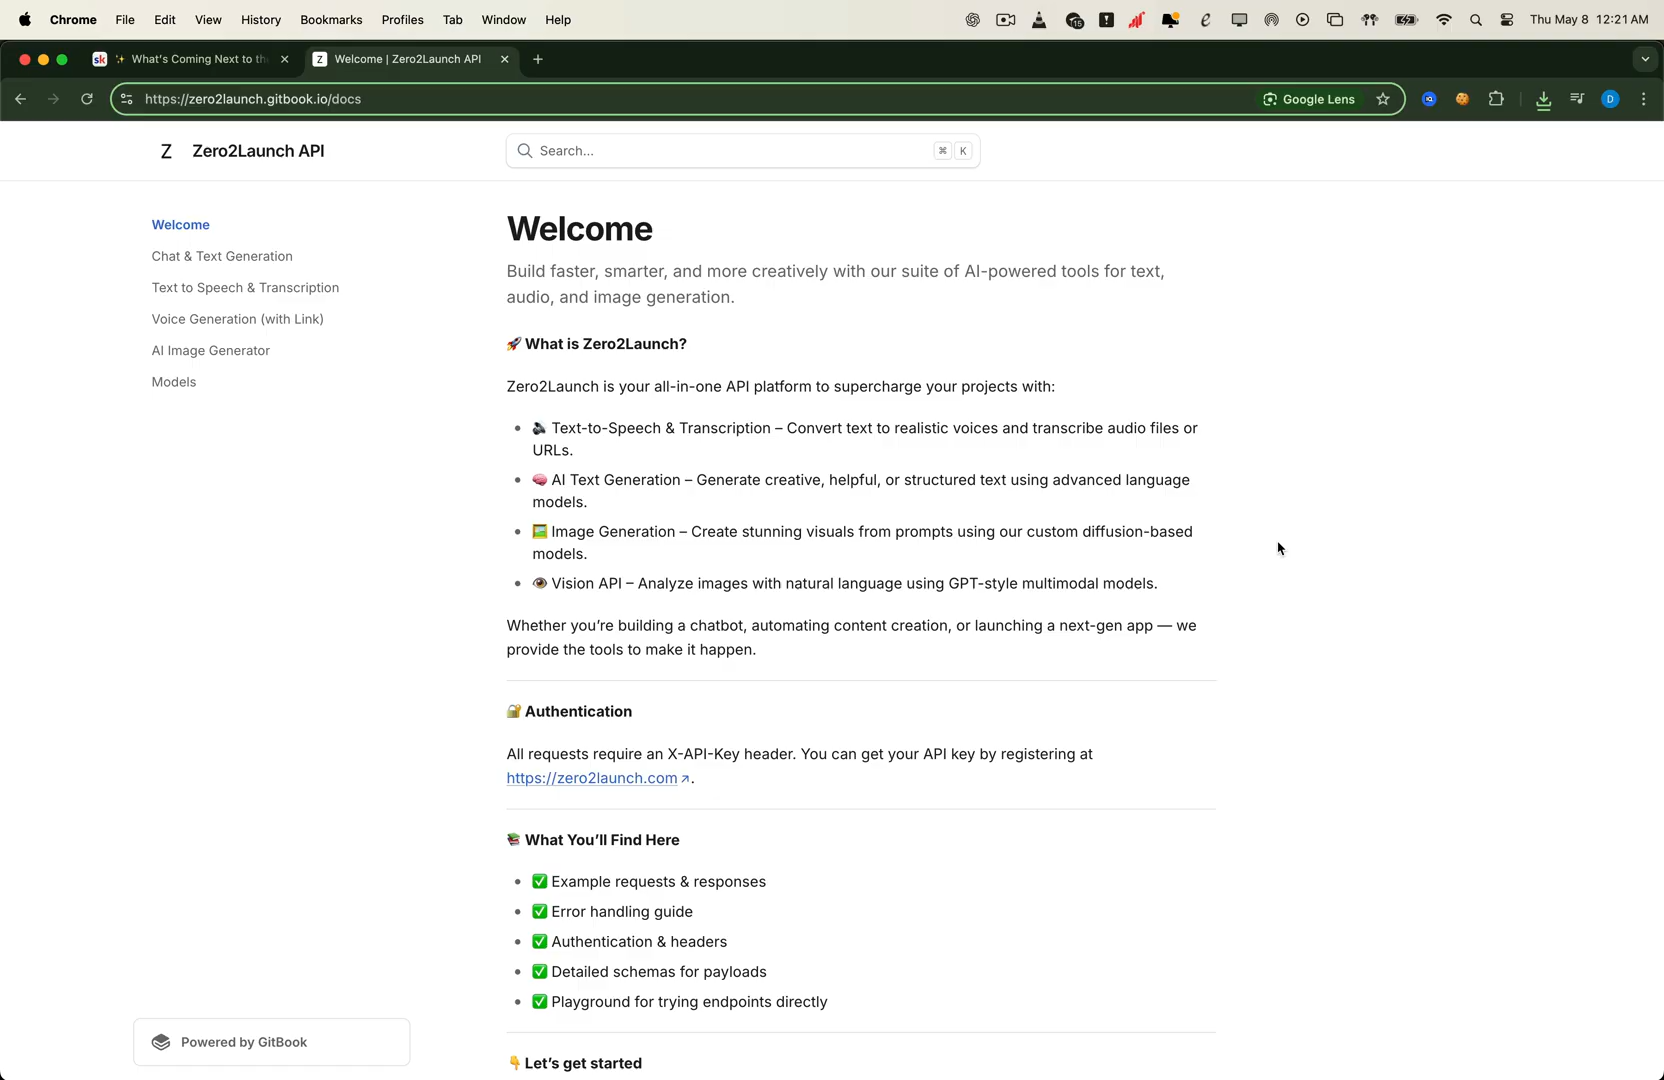 Chrome File Edit View History Bookmarks Profiles Tab Window Help 15 Thu May 8 12:21 AM
sk ✨ What's Coming Next to th Z Welcome | Zero2Launch API
https://zero2launch.gitbook.io/docs Google Lens D
Z Zero2Launch API Search... ⌘ K
Welcome
Chat & Text Generation
Text to Speech & Transcription
Voice Generation (with Link)
AI Image Generator
Models
Powered by GitBook
Welcome
Build faster, smarter, and more creatively with our suite of AI-powered tools for text,
audio, and image generation.
🚀 What is Zero2Launch?
Zero2Launch is your all-in-one API platform to supercharge your projects with:
• 🔊 Text-to-Speech & Transcription – Convert text to realistic voices and transcribe audio files or
URLs.
• 🧠 AI Text Generation – Generate creative, helpful, or structured text using advanced language
models.
• 🖼️ Image Generation – Create stunning visuals from prompts using our custom diffusion-based
models.
• 👁️ Vision API – Analyze images with natural language using GPT-style multimodal models.
Whether you’re building a chatbot, automating content creation, or launching a next-gen app — we
provide the tools to make it happen.
🔐 Authentication
All requests require an X-API-Key header. You can get your API key by registering at
https://zero2launch.com ↗.
📚 What You’ll Find Here
• ✅ Example requests & responses
• ✅ Error handling guide
• ✅ Authentication & headers
• ✅ Detailed schemas for payloads
• ✅ Playground for trying endpoints directly
👇 Let’s get started